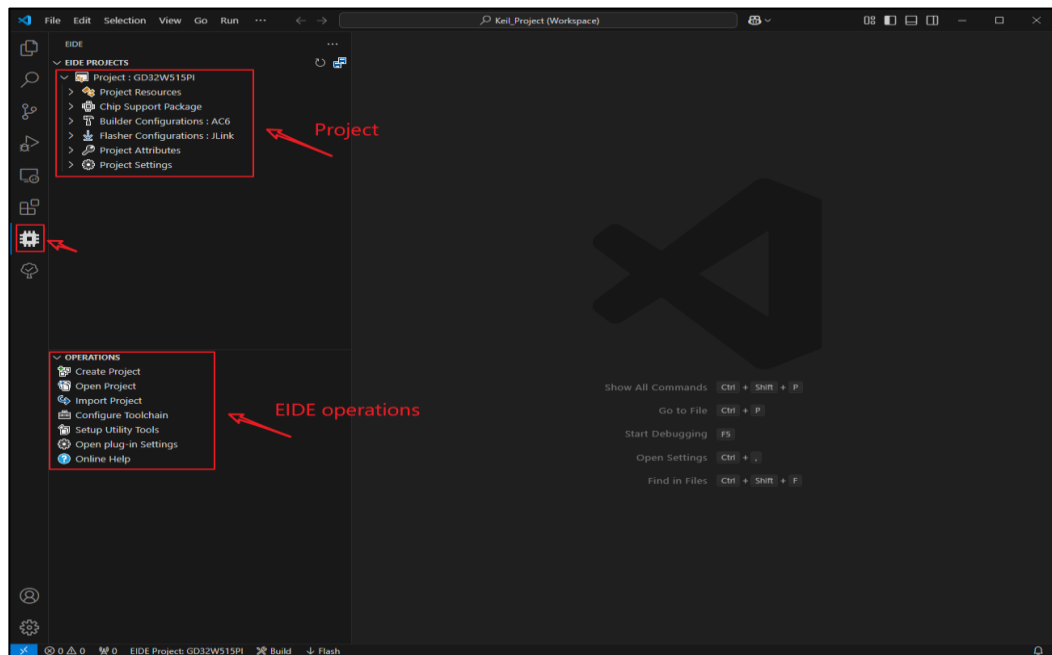 File Edit Selection View Go Run ··· Keil_Project (Workspace)
EIDE
EIDE PROJECTS
Project : GD32W515PI
Project Resources
Chip Support Package
Builder Configurations : AC6
Flasher Configurations : JLink
Project Attributes
Project Settings
Project
OPERATIONS
Create Project
Open Project
Import Project
Configure Toolchain
Setup Utility Tools
Open plug-in Settings
Online Help
EIDE operations
Show All Commands Ctrl + Shift + P
Go to File Ctrl + P
Start Debugging F5
Open Settings Ctrl + ,
Find in Files Ctrl + Shift + F
0 0 0 EIDE Project: GD32W515PI Build Flash